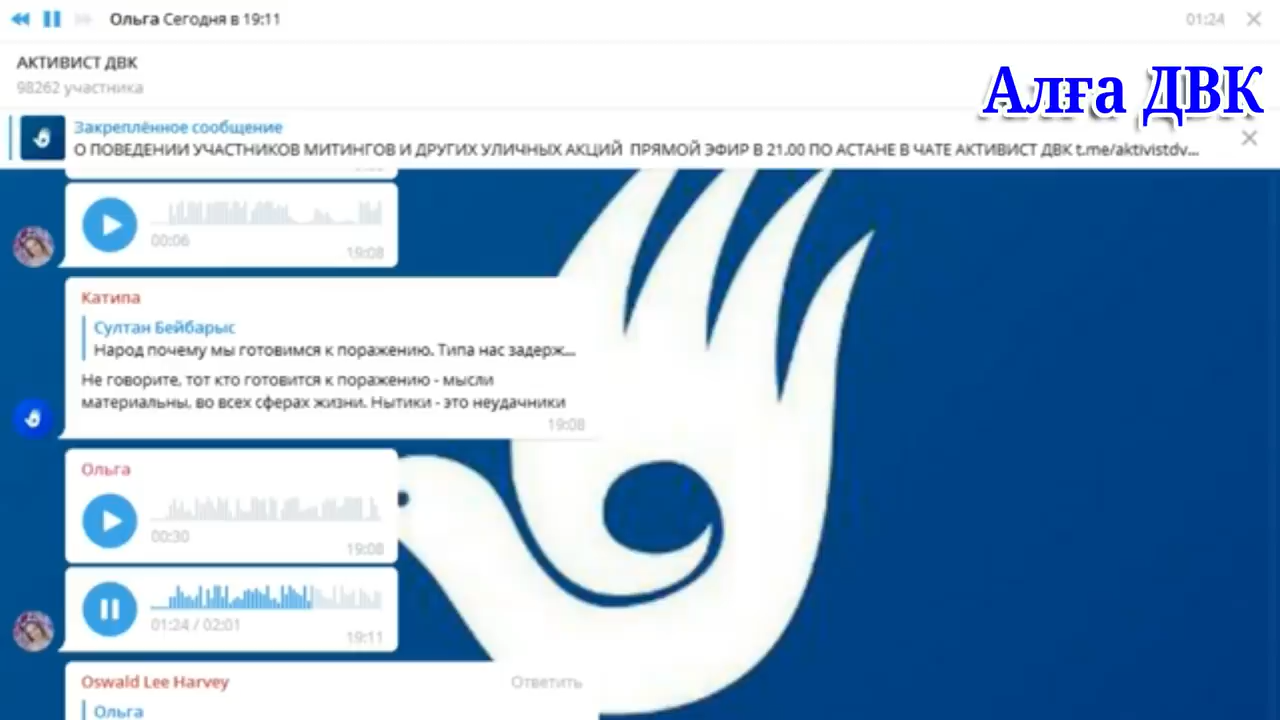 Ольга Сегодня в 19:11
01:24
АКТИВИСТ ДВК
98262 участника
Алға ДВК
Закреплённое сообщение
О ПОВЕДЕНИИ УЧАСТНИКОВ МИТИНГОВ И ДРУГИХ УЛИЧНЫХ АКЦИЙ ПРЯМОЙ ЭФИР В 21.00 ПО АСТАНЕ В ЧАТЕ АКТИВИСТ ДВК t.me/aktivistdv...
00:06
19:08
Катипа
Султан Бейбарыс
Народ почему мы готовимся к поражению. Типа нас задерж...
Не говорите, тот кто готовится к поражению - мысли
материальны, во всех сферах жизни. Нытики - это неудачники
19:08
Ольга
00:30
19:08
01:24 / 02:01
19:11
Oswald Lee Harvey
Ответить
Ольга